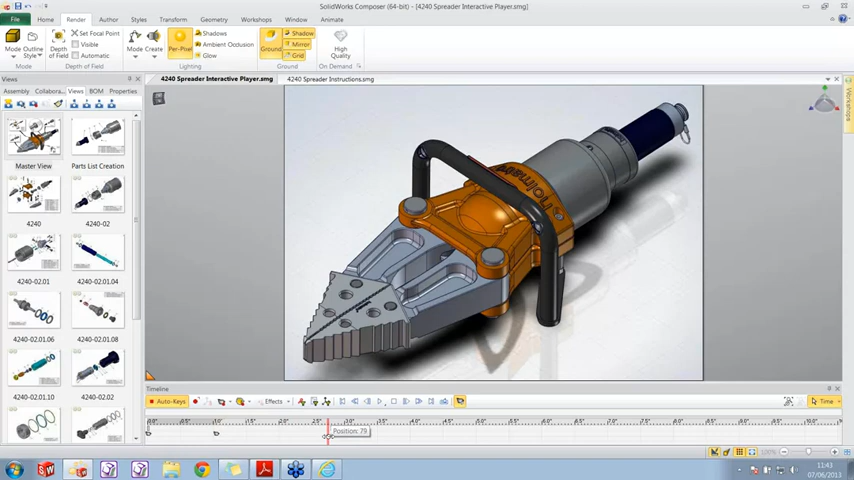 SolidWorks Composer (64-bit) - [4240 Spreader Interactive Player.smg]
File Home Render Author Styles Transform Geometry Workshops Window Animate
Mode Outline Style
Depth of Field
Set Focal Point
Visible
Automatic
Depth of Field
Mode Create
Per-Pixel
Shadows
Ambient Occlusion
Glow
Lighting
Ground
Shadow
Mirror
Grid
Ground
High Quality
On Demand
Views
Assembly Collabora... Views BOM Properties
4240 Spreader Interactive Player.smg 4240 Spreader Instructions.smg
Workshops
Master View Parts List Creation
4240 4240-02
4240-02.01 4240-02.01.04
4240-02.01.06 4240-02.01.08
4240-02.01.10 4240-02.02
holmatro
Timeline
Auto-Keys Effects Time
Position: 79
100%
11:43
07/06/2013